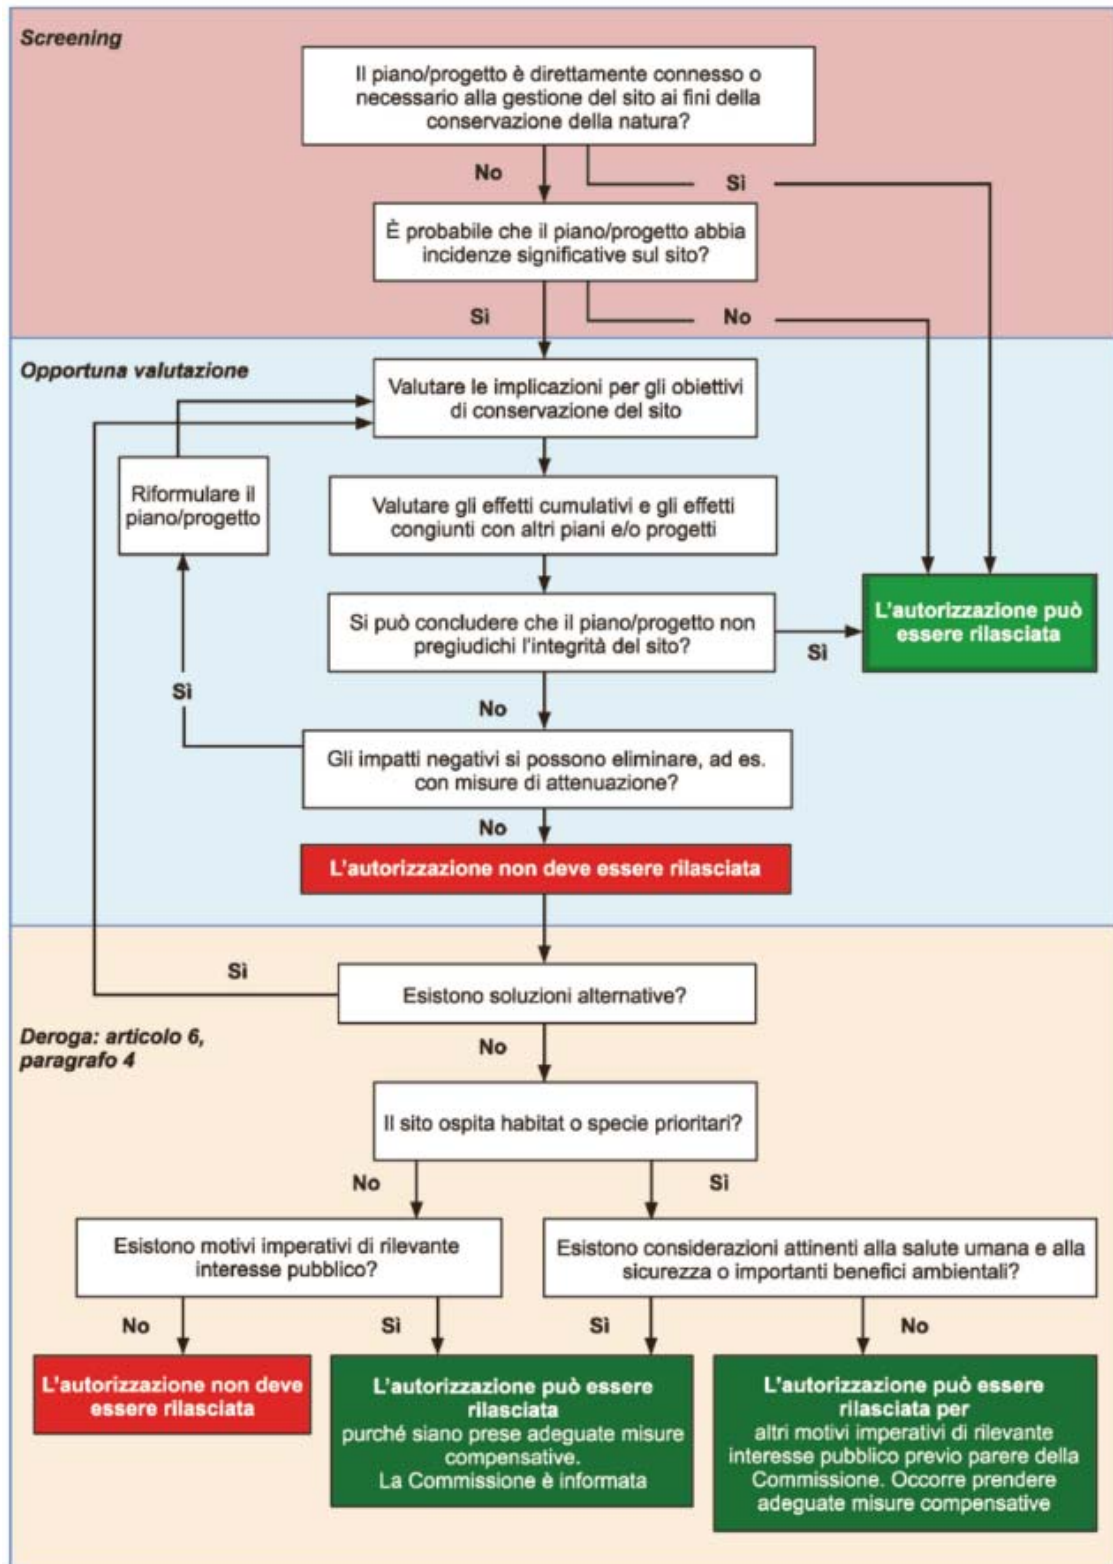 Screening
Il piano/progetto è direttamente connesso o
necessario alla gestione del sito ai fini della
conservazione della natura?
No
Sì
È probabile che il piano/progetto abbia
incidenze significative sul sito?
Sì
No
Opportuna valutazione
Valutare le implicazioni per gli obiettivi
di conservazione del sito
Riformulare il
piano/progetto
Valutare gli effetti cumulativi e gli effetti
congiunti con altri piani e/o progetti
Si può concludere che il piano/progetto non
pregiudichi l'integrità del sito?
Sì
L'autorizzazione può
essere rilasciata
Sì
No
Gli impatti negativi si possono eliminare, ad es.
con misure di attenuazione?
No
L'autorizzazione non deve essere rilasciata
Sì
Esistono soluzioni alternative?
Deroga: articolo 6,
paragrafo 4
No
Il sito ospita habitat o specie prioritari?
No
Sì
Esistono motivi imperativi di rilevante
interesse pubblico?
Esistono considerazioni attinenti alla salute umana e alla
sicurezza o importanti benefici ambientali?
No
Sì
Sì
No
L'autorizzazione non deve
essere rilasciata
L'autorizzazione può essere
rilasciata
purché siano prese adeguate misure
compensative.
La Commissione è informata
L'autorizzazione può essere
rilasciata per
altri motivi imperativi di rilevante
interesse pubblico previo parere della
Commissione. Occorre prendere
adeguate misure compensative